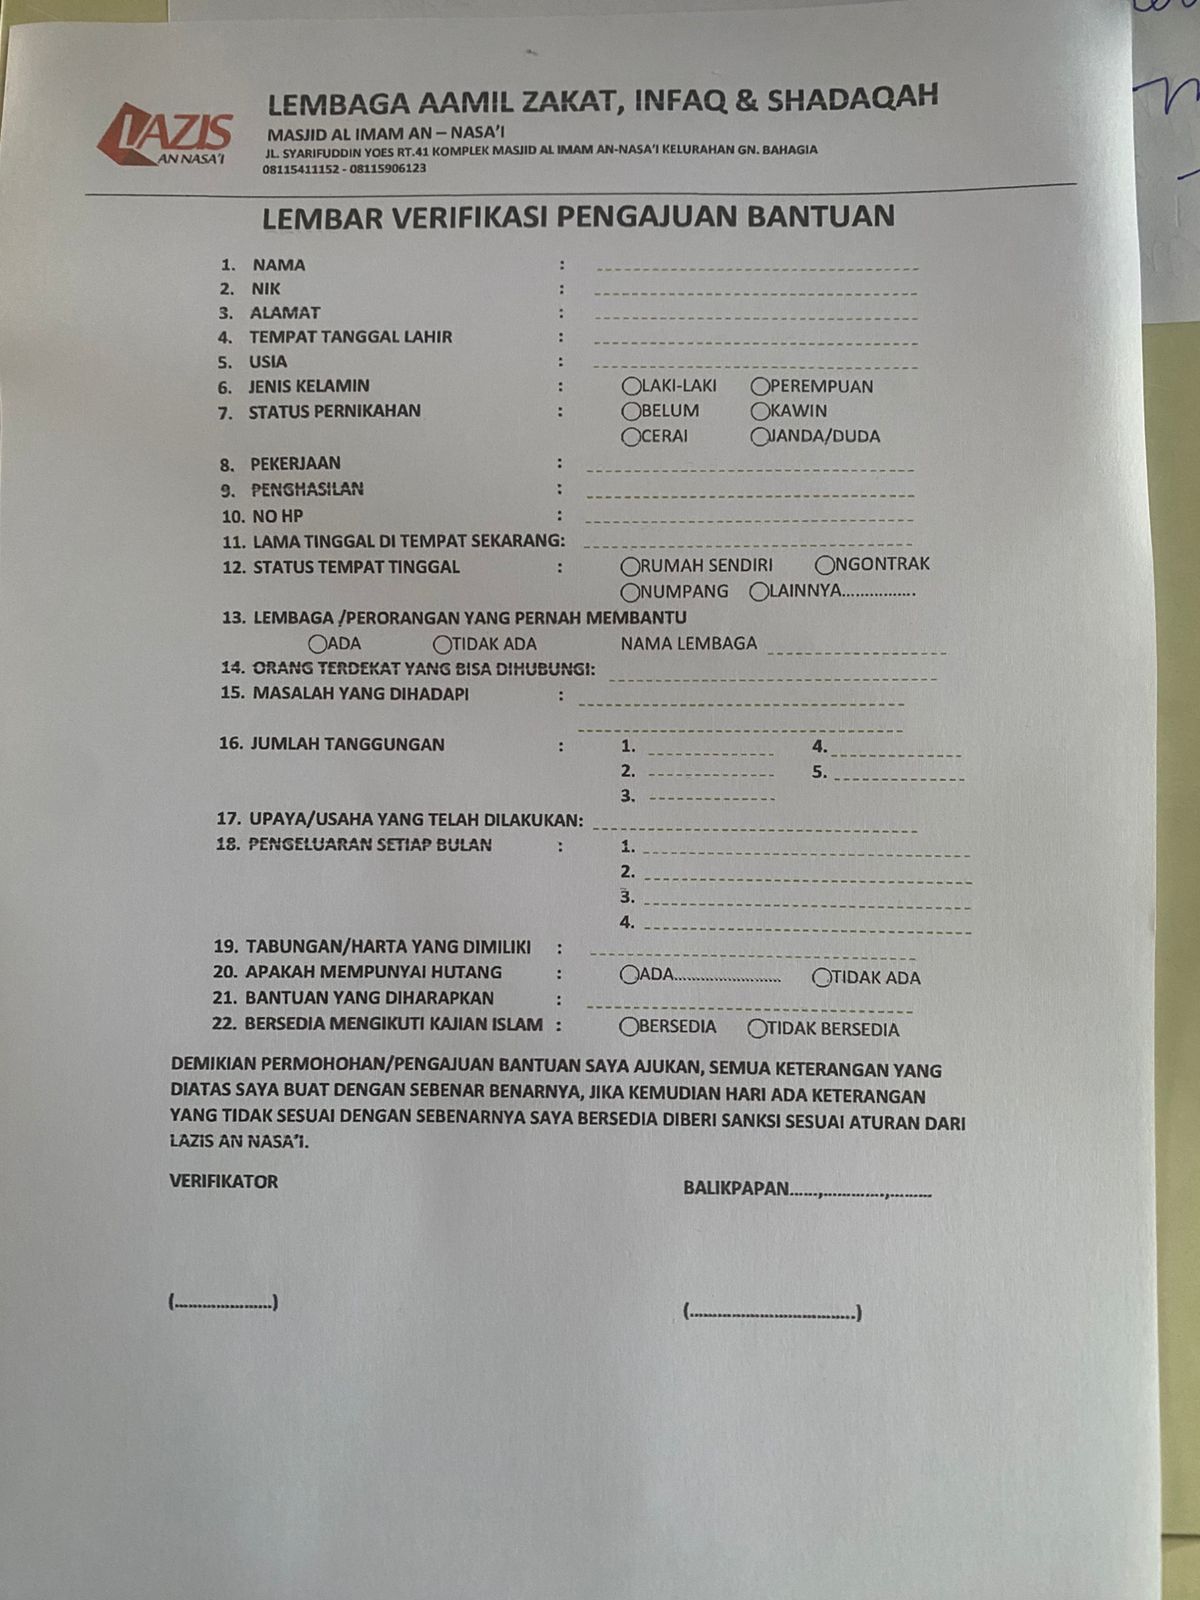 LAZIS
AN NASA'I
LEMBAGA AAMIL ZAKAT, INFAQ & SHADAQAH
MASJID AL IMAM AN – NASA'I
JL. SYARIFUDDIN YOES RT.41 KOMPLEK MASJID AL IMAM AN-NASA'I KELURAHAN GN. BAHAGIA
08115411152 - 08115906123
LEMBAR VERIFIKASI PENGAJUAN BANTUAN
1. NAMA :
2. NIK :
3. ALAMAT :
4. TEMPAT TANGGAL LAHIR :
5. USIA :
6. JENIS KELAMIN : LAKI-LAKI PEREMPUAN
7. STATUS PERNIKAHAN : BELUM KAWIN
CERAI JANDA/DUDA
8. PEKERJAAN :
9. PENGHASILAN :
10. NO HP :
11. LAMA TINGGAL DI TEMPAT SEKARANG:
12. STATUS TEMPAT TINGGAL : RUMAH SENDIRI NGONTRAK
NUMPANG LAINNYA................
13. LEMBAGA /PERORANGAN YANG PERNAH MEMBANTU
ADA TIDAK ADA NAMA LEMBAGA
14. ORANG TERDEKAT YANG BISA DIHUBUNGI:
15. MASALAH YANG DIHADAPI :
16. JUMLAH TANGGUNGAN : 1. 4.
2. 5.
3.
17. UPAYA/USAHA YANG TELAH DILAKUKAN:
18. PENGELUARAN SETIAP BULAN : 1.
2.
3.
4.
19. TABUNGAN/HARTA YANG DIMILIKI :
20. APAKAH MEMPUNYAI HUTANG : ADA....................... TIDAK ADA
21. BANTUAN YANG DIHARAPKAN :
22. BERSEDIA MENGIKUTI KAJIAN ISLAM : BERSEDIA TIDAK BERSEDIA
DEMIKIAN PERMOHOHAN/PENGAJUAN BANTUAN SAYA AJUKAN, SEMUA KETERANGAN YANG
DIATAS SAYA BUAT DENGAN SEBENAR BENARNYA, JIKA KEMUDIAN HARI ADA KETERANGAN
YANG TIDAK SESUAI DENGAN SEBENARNYA SAYA BERSEDIA DIBERI SANKSI SESUAI ATURAN DARI
LAZIS AN NASA'I.
VERIFIKATOR
BALIKPAPAN......,.............,.........
(.....................)
(....................................)